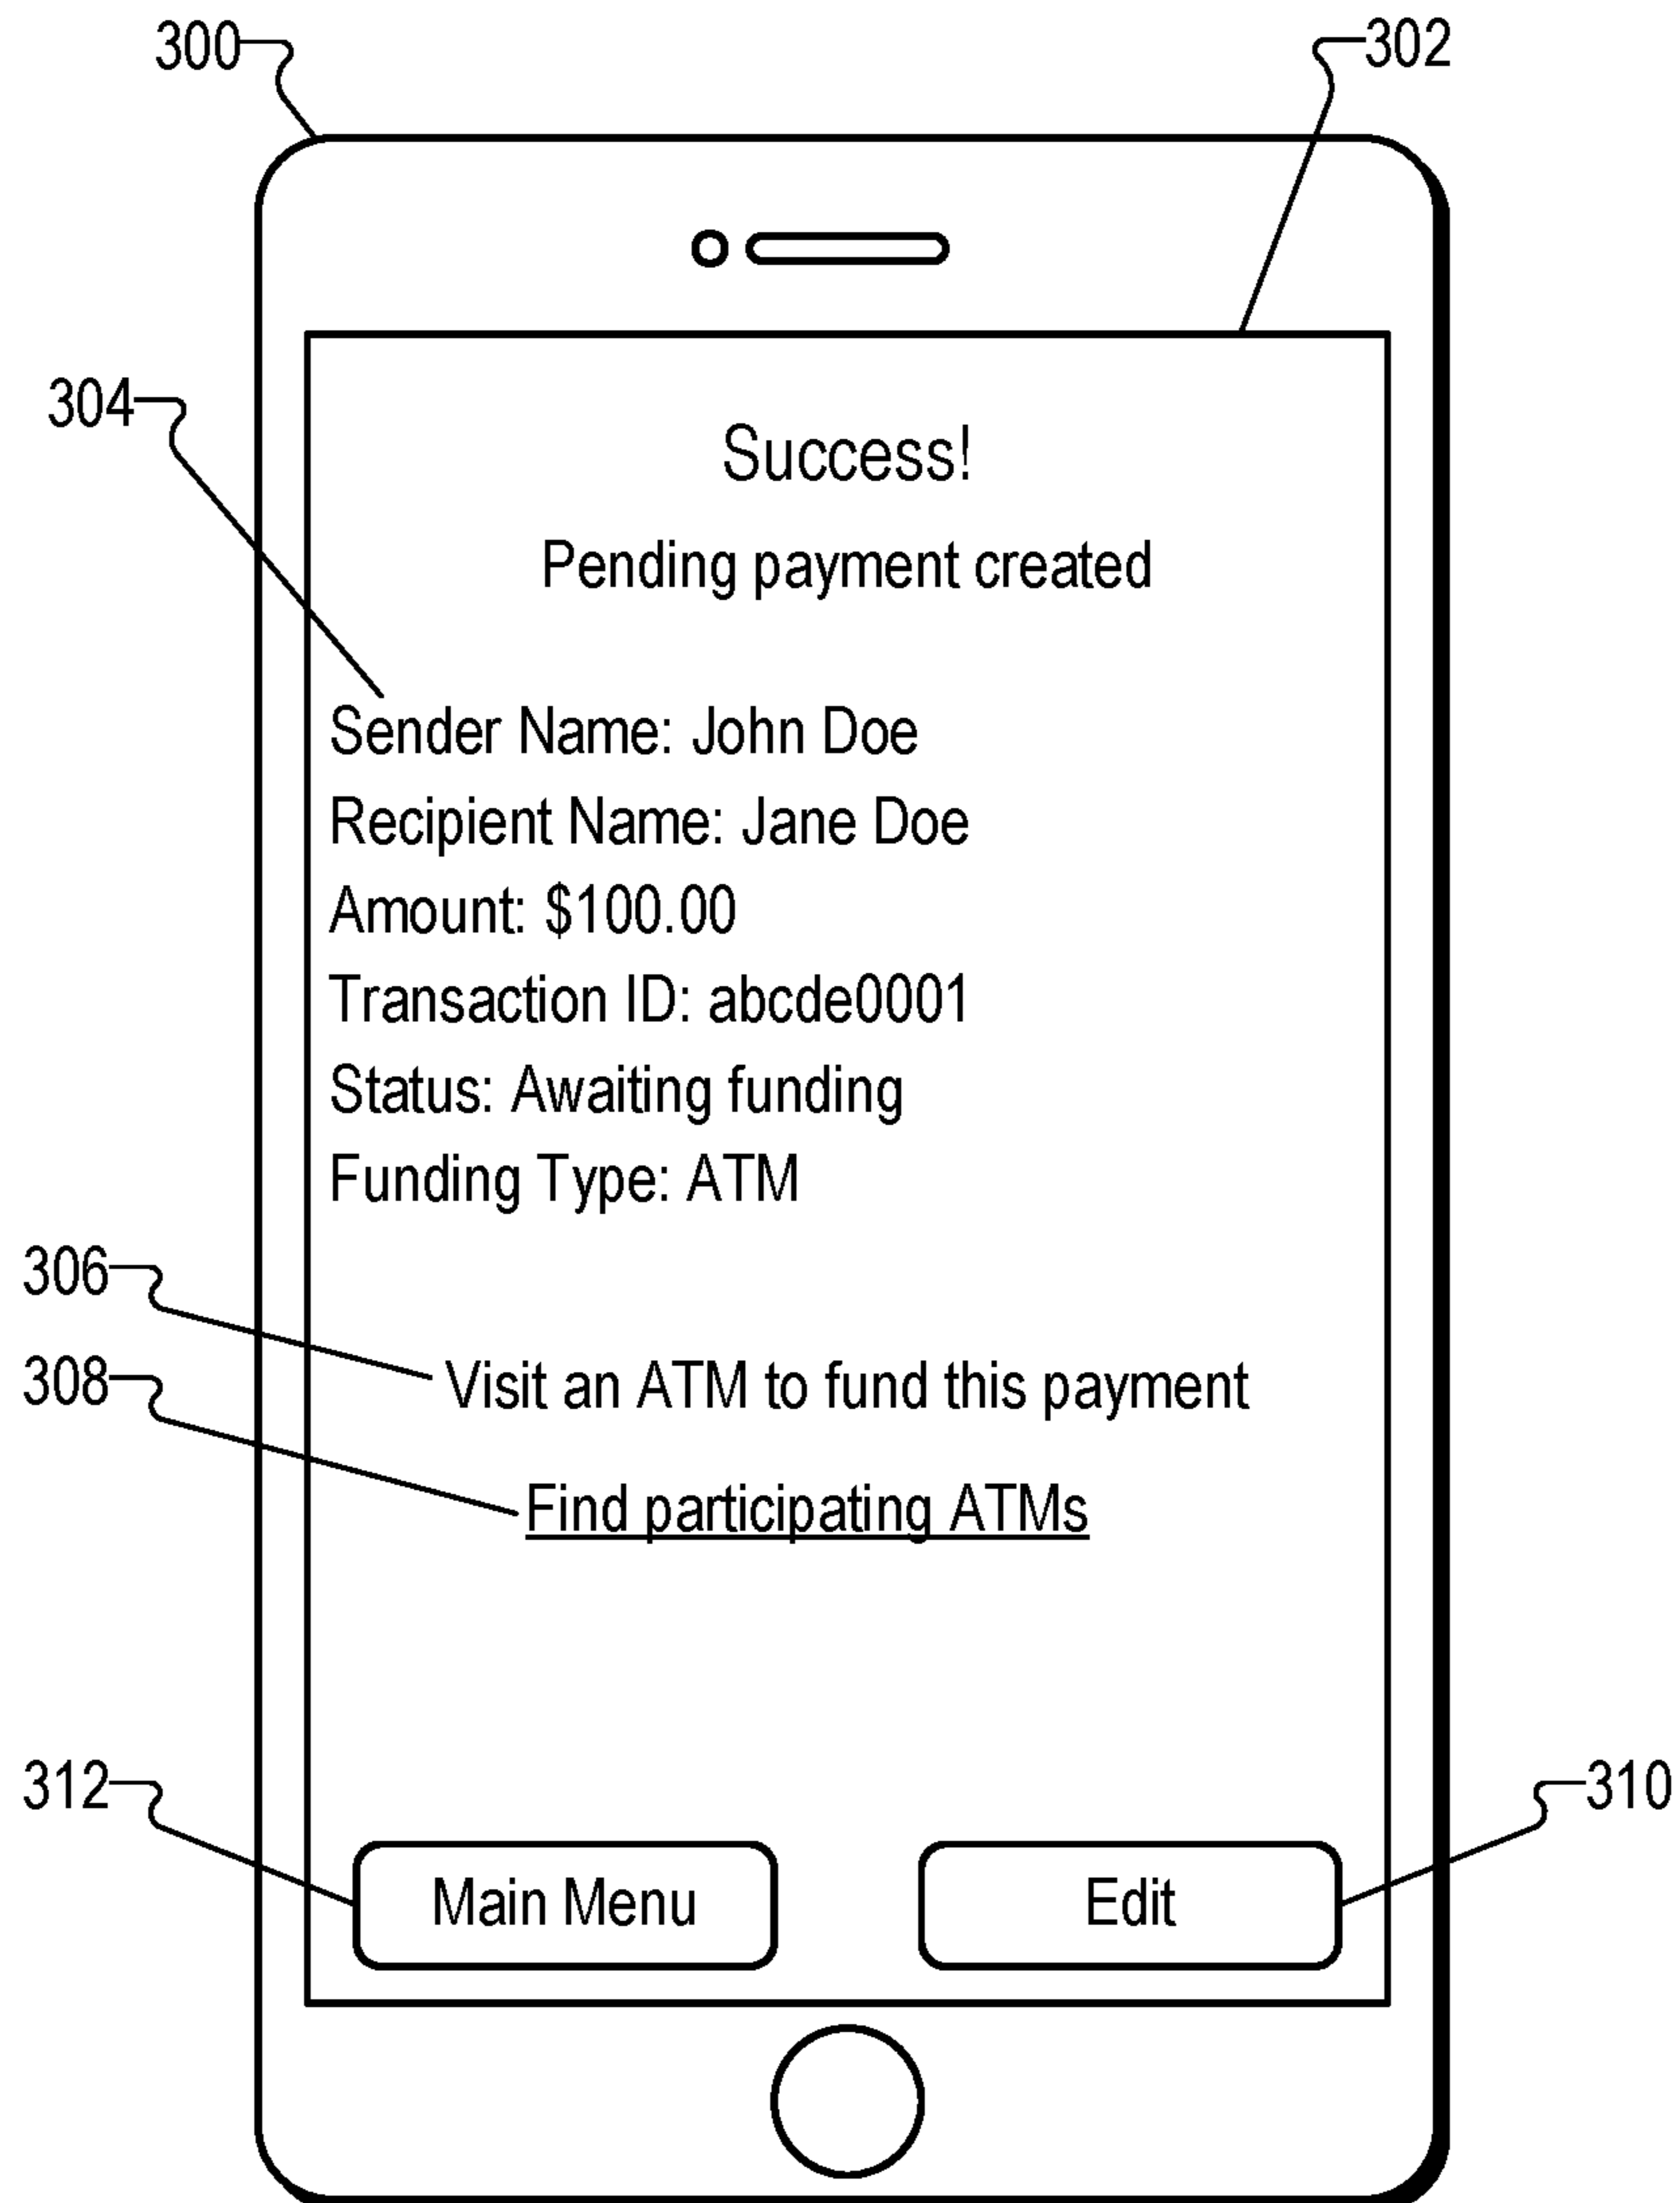 300
302
304
Success!
Pending payment created
Sender Name: John Doe
Recipient Name: Jane Doe
Amount: $100.00
Transaction ID: abcde0001
Status: Awaiting funding
Funding Type: ATM
306
308
Visit an ATM to fund this payment
Find participating ATMs
312
310
Main Menu
Edit